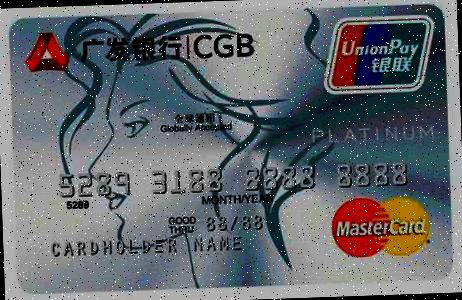 广发银行|CGB
UnionPay
银联
全球通用
Globally Accepted
PLATINUM
5289 3188 8888 8888
5289
MONTH/YEAR
GOOD THRU 88/88
CARDHOLDER NAME
MasterCard